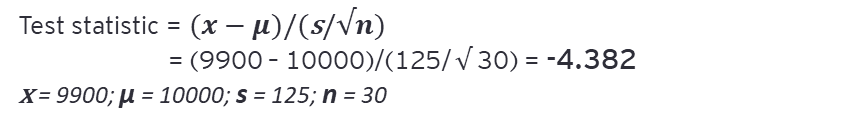 Test statistic = (x − μ)/(s/√n)
= (9900 - 10000)/(125/√30) = -4.382
x= 9900; μ = 10000; s = 125; n = 30